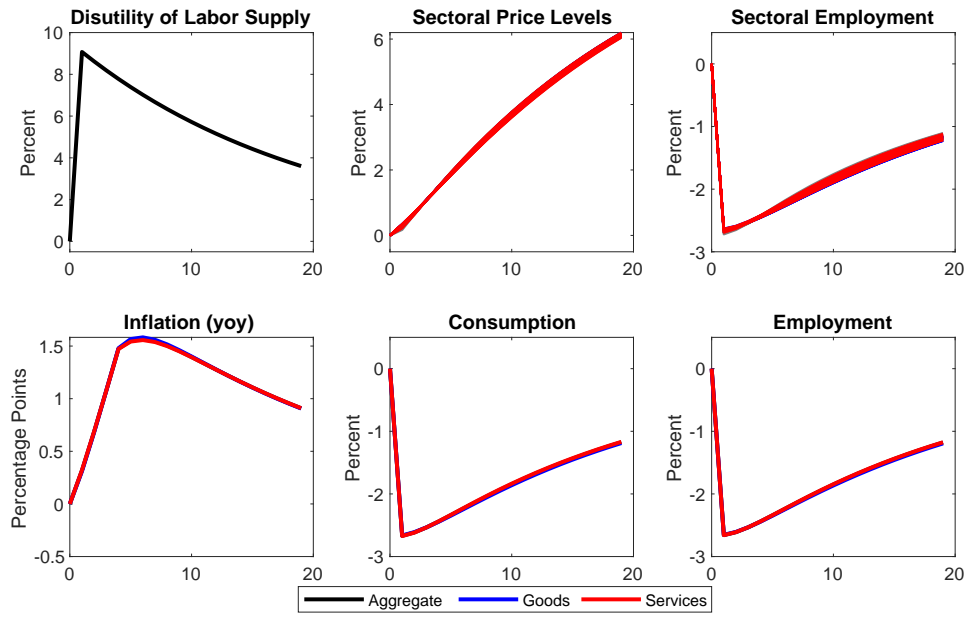 Disutility of Labor Supply
Percent
10
8
6
4
2
0
0 10 20
Sectoral Price Levels
Percent
6
4
2
0
0 10 20
Sectoral Employment
Percent
0
-1
-2
-3
0 10 20
Inflation (yoy)
Percentage Points
1.5
1
0.5
0
-0.5
0 10 20
Consumption
Percent
0
-1
-2
-3
0 10 20
Employment
Percent
0
-1
-2
-3
0 10 20
Aggregate Goods Services